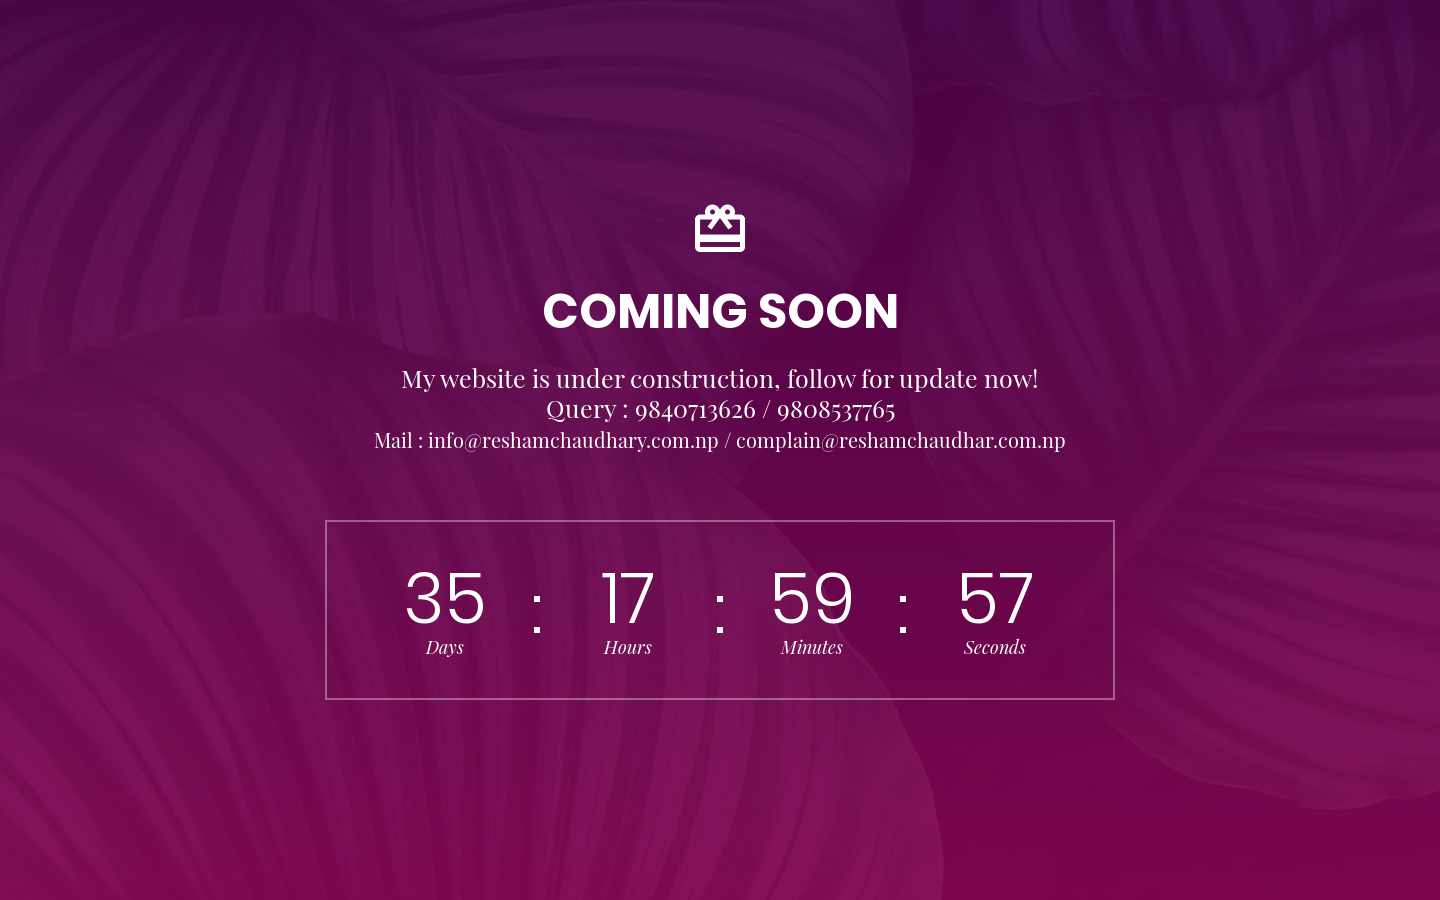 COMING SOON
My website is under construction, follow for update now!
Query : 9840713626 / 9808537765
Mail : info@reshamchaudhary.com.np / complain@reshamchaudhar.com.np
35 : 17 : 59 : 57
Days Hours Minutes Seconds